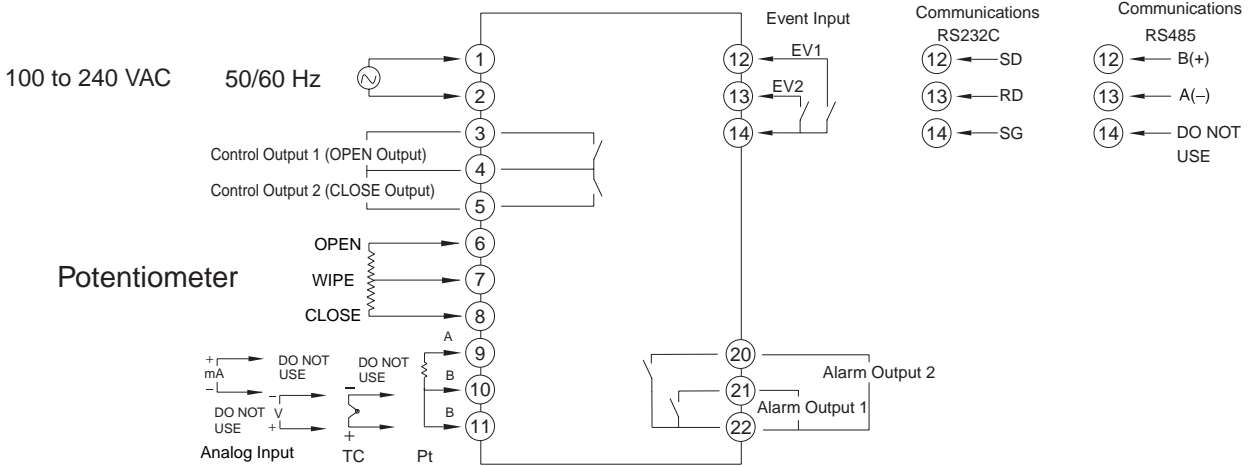 100 to 240 VAC 50/60 Hz
1
2
3
Control Output 1 (OPEN Output)
4
Control Output 2 (CLOSE Output)
5
Potentiometer
OPEN
6
WIPE
7
CLOSE
8
A
9
B
10
B
11
+
mA
−
DO NOT
USE
DO NOT
USE
−
V
+
Analog Input
DO NOT
USE
−
+
TC
Pt
Event Input
12
EV1
13
EV2
14
Communications
RS232C
12 SD
13 RD
14 SG
Communications
RS485
12 B(+)
13 A(−)
14 DO NOT
USE
20
Alarm Output 2
21
Alarm Output 1
22